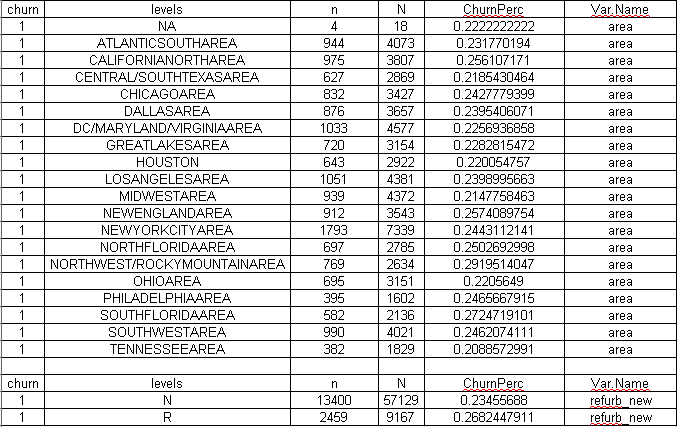 churn levels n N ChurnPerc Var.Name
1 NA 4 18 0.2222222222 area
1 ATLANTICSOUTHAREA 944 4073 0.231770194 area
1 CALIFORNIANORTHAREA 975 3807 0.256107171 area
1 CENTRAL/SOUTHTEXASAREA 627 2869 0.2185430464 area
1 CHICAGOAREA 832 3427 0.2427779399 area
1 DALLASAREA 876 3657 0.2395406071 area
1 DC/MARYLAND/VIRGINIAAREA 1033 4577 0.2256936858 area
1 GREATLAKESAREA 720 3154 0.2282815472 area
1 HOUSTON 643 2922 0.220054757 area
1 LOSANGELESAREA 1051 4381 0.2398995663 area
1 MIDWESTAREA 939 4372 0.2147758463 area
1 NEWENGLANDAREA 912 3543 0.2574089754 area
1 NEWYORKCITYAREA 1793 7339 0.2443112141 area
1 NORTHFLORIDAAREA 697 2785 0.2502692998 area
1 NORTHWEST/ROCKYMOUNTAINAREA 769 2634 0.2919514047 area
1 OHIOAREA 695 3151 0.2205649 area
1 PHILADELPHIAAREA 395 1602 0.2465667915 area
1 SOUTHFLORIDAAREA 582 2136 0.2724719101 area
1 SOUTHWESTAREA 990 4021 0.2462074111 area
1 TENNESSEEAREA 382 1829 0.2088572991 area
churn levels n N ChurnPerc Var.Name
1 N 13400 57129 0.23455688 refurb_new
1 R 2459 9167 0.2682447911 refurb_new